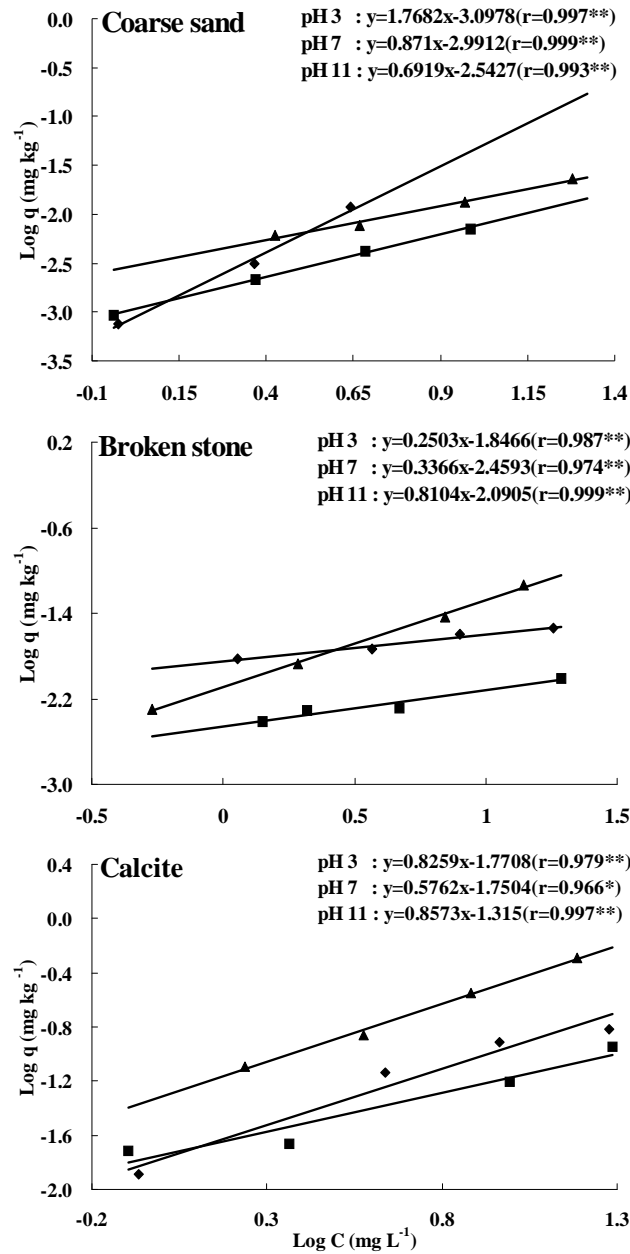 Coarse sand
pH 3 : y=1.7682x-3.0978(r=0.997**)
pH 7 : y=0.871x-2.9912(r=0.999**)
pH 11 : y=0.6919x-2.5427(r=0.993**)
Log q (mg kg-1)
0.0
-0.5
-1.0
-1.5
-2.0
-2.5
-3.0
-3.5
-0.1 0.15 0.4 0.65 0.9 1.15 1.4
Broken stone
pH 3 : y=0.2503x-1.8466(r=0.987**)
pH 7 : y=0.3366x-2.4593(r=0.974**)
pH 11 : y=0.8104x-2.0905(r=0.999**)
Log q (mg kg-1)
0.2
-0.6
-1.4
-2.2
-3.0
-0.5 0 0.5 1 1.5
Calcite
pH 3 : y=0.8259x-1.7708(r=0.979**)
pH 7 : y=0.5762x-1.7504(r=0.966*)
pH 11 : y=0.8573x-1.315(r=0.997**)
Log q (mg kg-1)
0.4
0.0
-0.4
-0.8
-1.2
-1.6
-2.0
-0.2 0.3 0.8 1.3
Log C (mg L-1)